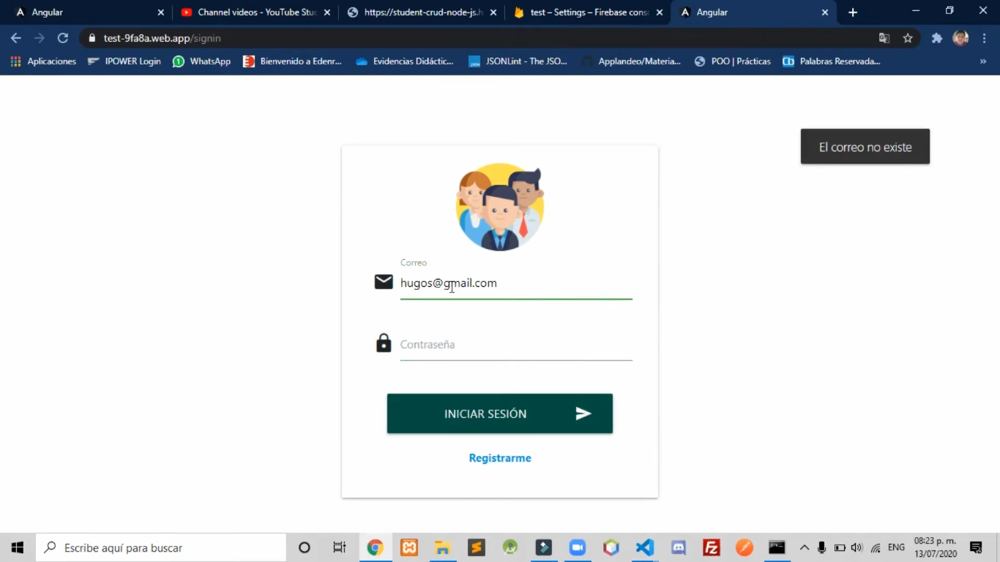 Angular
Channel videos - YouTube Stud
https://student-crud-node-js.h
test – Settings – Firebase conso
Angular
test-9fa8a.web.app/signin
Aplicaciones
IPOWER Login
WhatsApp
Bienvenido a Edenr...
Evidencias Didáctic...
JSONLint - The JSO...
Applandeo/Materia...
POO | Prácticas
Cb Palabras Reservada...
»
El correo no existe
Correo
hugos@gmail.com
Contraseña
INICIAR SESIÓN
Registrarme
Escribe aquí para buscar
ENG
08:23 p. m.
13/07/2020